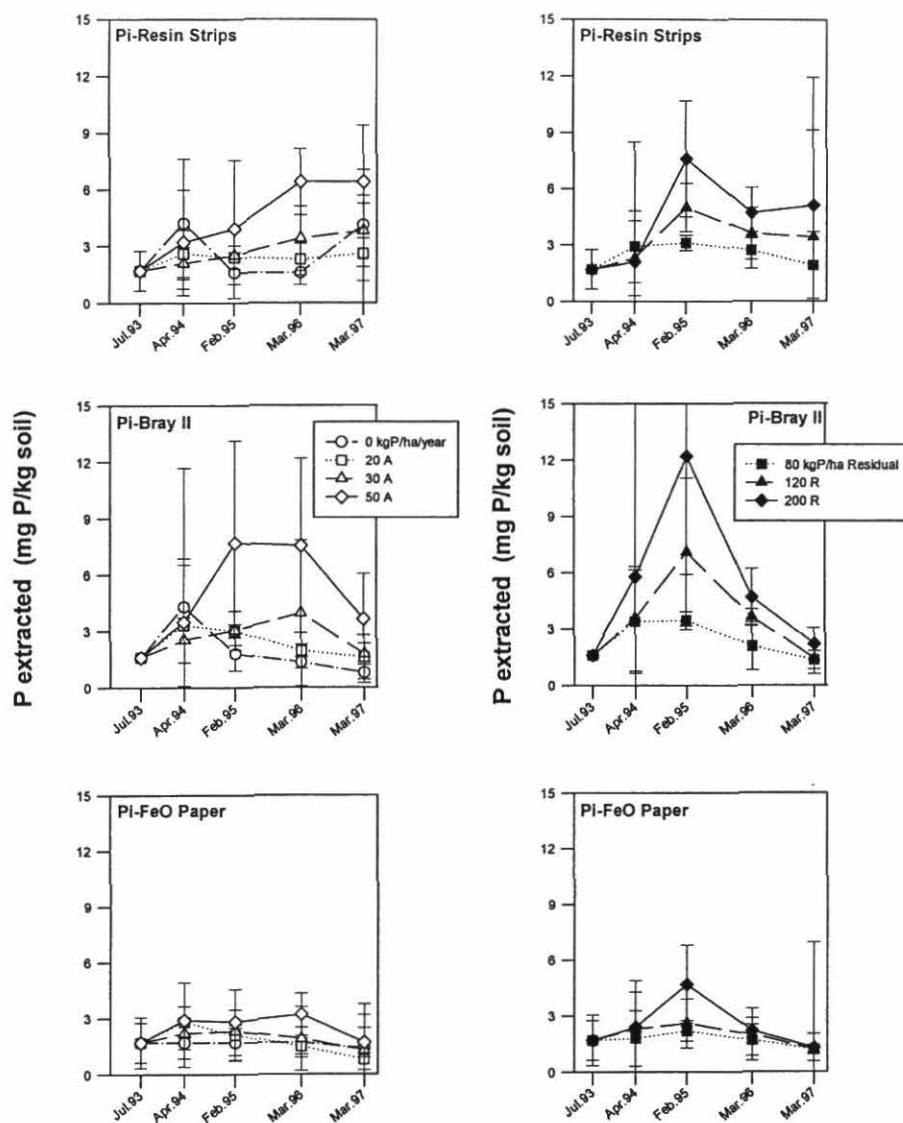 P extracted (mg P/kg soil)
15
12
9
6
3
0
Pi-Resin Strips
Jul.93
Apr.94
Feb.95
Mar.96
Mar.97
15
12
9
6
3
0
Pi-Resin Strips
Jul.93
Apr.94
Feb.95
Mar.96
Mar.97
15
12
9
6
3
0
Pi-Bray II
0 kgP/ha/year
20 A
30 A
50 A
Jul.93
Apr.94
Feb.95
Mar.96
Mar.97
P extracted (mg P/kg soil)
15
12
9
6
3
0
Pi-Bray II
80 kgP/ha Residual
120 R
200 R
Jul.93
Apr.94
Feb.95
Mar.96
Mar.97
15
12
9
6
3
0
Pi-FeO Paper
Jul.93
Apr.94
Feb.95
Mar.96
Mar.97
15
12
9
6
3
0
Pi-FeO Paper
Jul.93
Apr.94
Feb.95
Mar.96
Mar.97